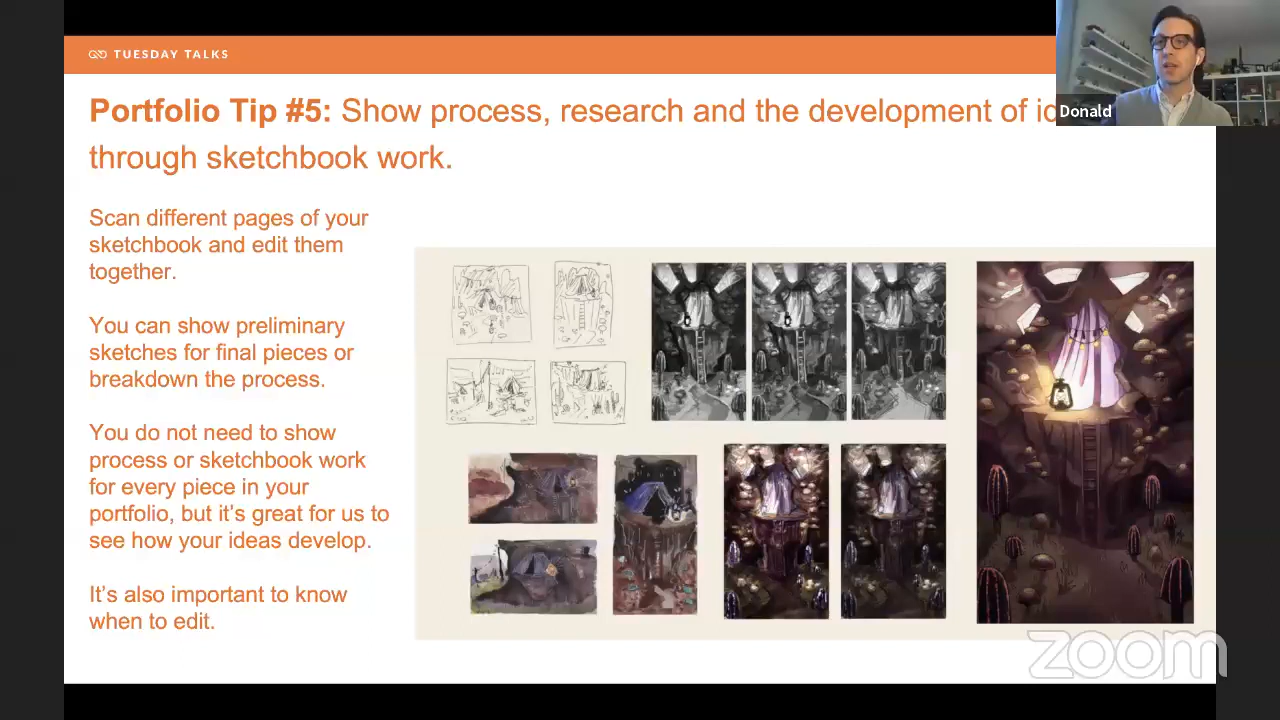 TUESDAY TALKS
Portfolio Tip #5: Show process, research and the development of
through sketchbook work.
Donald
Scan different pages of your
sketchbook and edit them
together.
You can show preliminary
sketches for final pieces or
breakdown the process.
You do not need to show
process or sketchbook work
for every piece in your
portfolio, but it's great for us to
see how your ideas develop.
It's also important to know
when to edit.
zoom